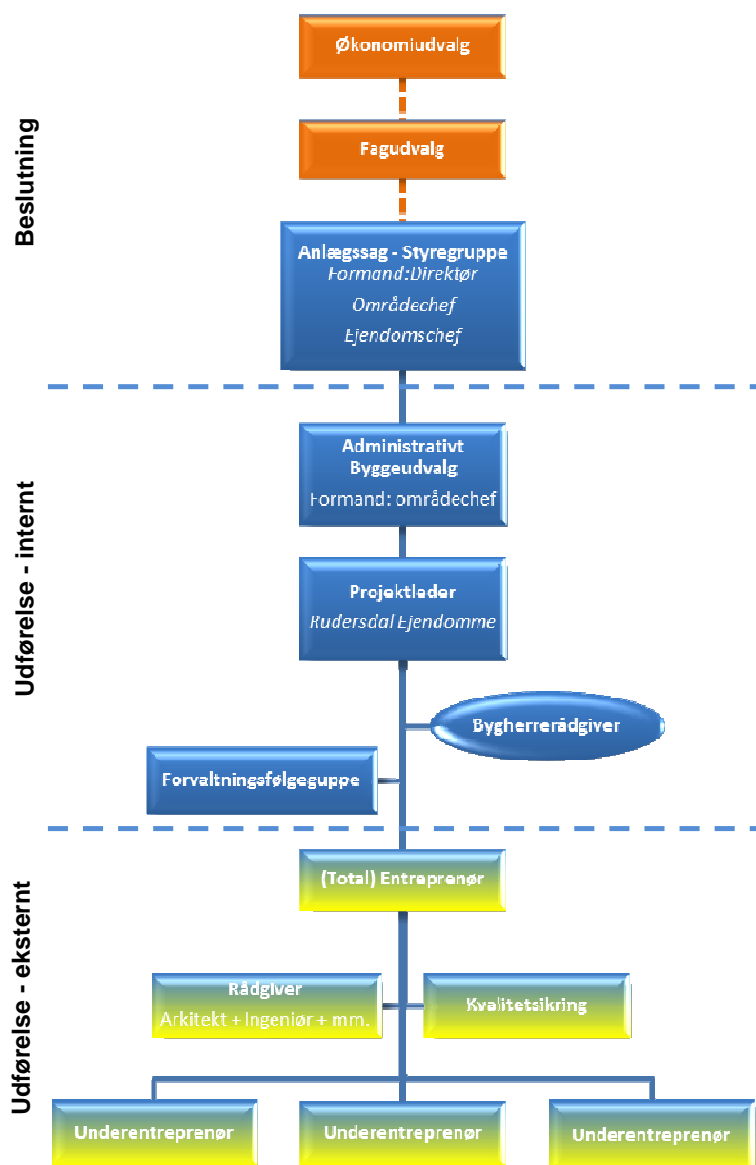 Beslutning
Økonomiudvalg
Fagudvalg
Anlægssag - Styregruppe
Formand:Direktør
Områdechef
Ejendomschef
Udførelse - internt
Administrativt
Byggeudvalg
Formand: områdechef
Projektleder
Rudersdal Ejendomme
Bygherrerådgiver
Forvaltningsfølgeguppe
Udførelse - eksternt
(Total) Entreprenør
Rådgiver
Arkitekt + Ingeniør + mm.
Kvalitetsikring
Underentreprenør
Underentreprenør
Underentreprenør